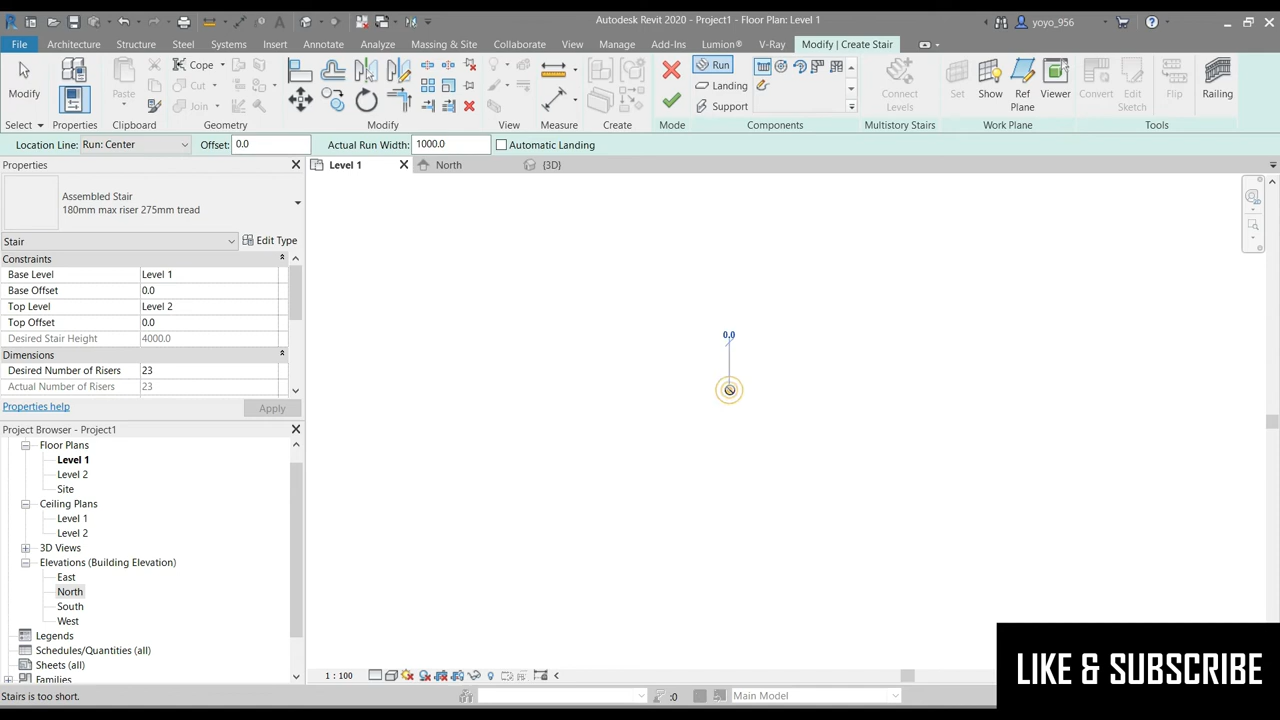 Autodesk Revit 2020 - Project1 - Floor Plan: Level 1
yoyo_956
File Architecture Structure Steel Systems Insert Annotate Analyze Massing & Site Collaborate View Manage Add-Ins Lumion® V-Ray Modify | Create Stair
Modify
Paste
Cope
Cut
Join
Run
Landing
Support
Connect
Levels
Set
Show
Ref
Plane
Viewer
Convert
Edit
Sketch
Flip
Railing
Select Properties Clipboard Geometry Modify View Measure Create Mode Components Multistory Stairs Work Plane Tools
Location Line: Run: Center Offset: 0.0 Actual Run Width: 1000.0 Automatic Landing
Properties
Level 1 North {3D}
Assembled Stair
180mm max riser 275mm tread
Stair Edit Type
Constraints
Base Level Level 1
Base Offset 0.0
Top Level Level 2
Top Offset 0.0
Desired Stair Height 4000.0
Dimensions
Desired Number of Risers 23
Actual Number of Risers 23
Properties help Apply
0.0
Project Browser - Project1
Floor Plans
Level 1
Level 2
Site
Ceiling Plans
Level 1
Level 2
3D Views
Elevations (Building Elevation)
East
North
South
West
Legends
Schedules/Quantities (all)
Sheets (all)
Families
1 : 100
Stairs is too short.
:0
Main Model
LIKE & SUBSCRIBE